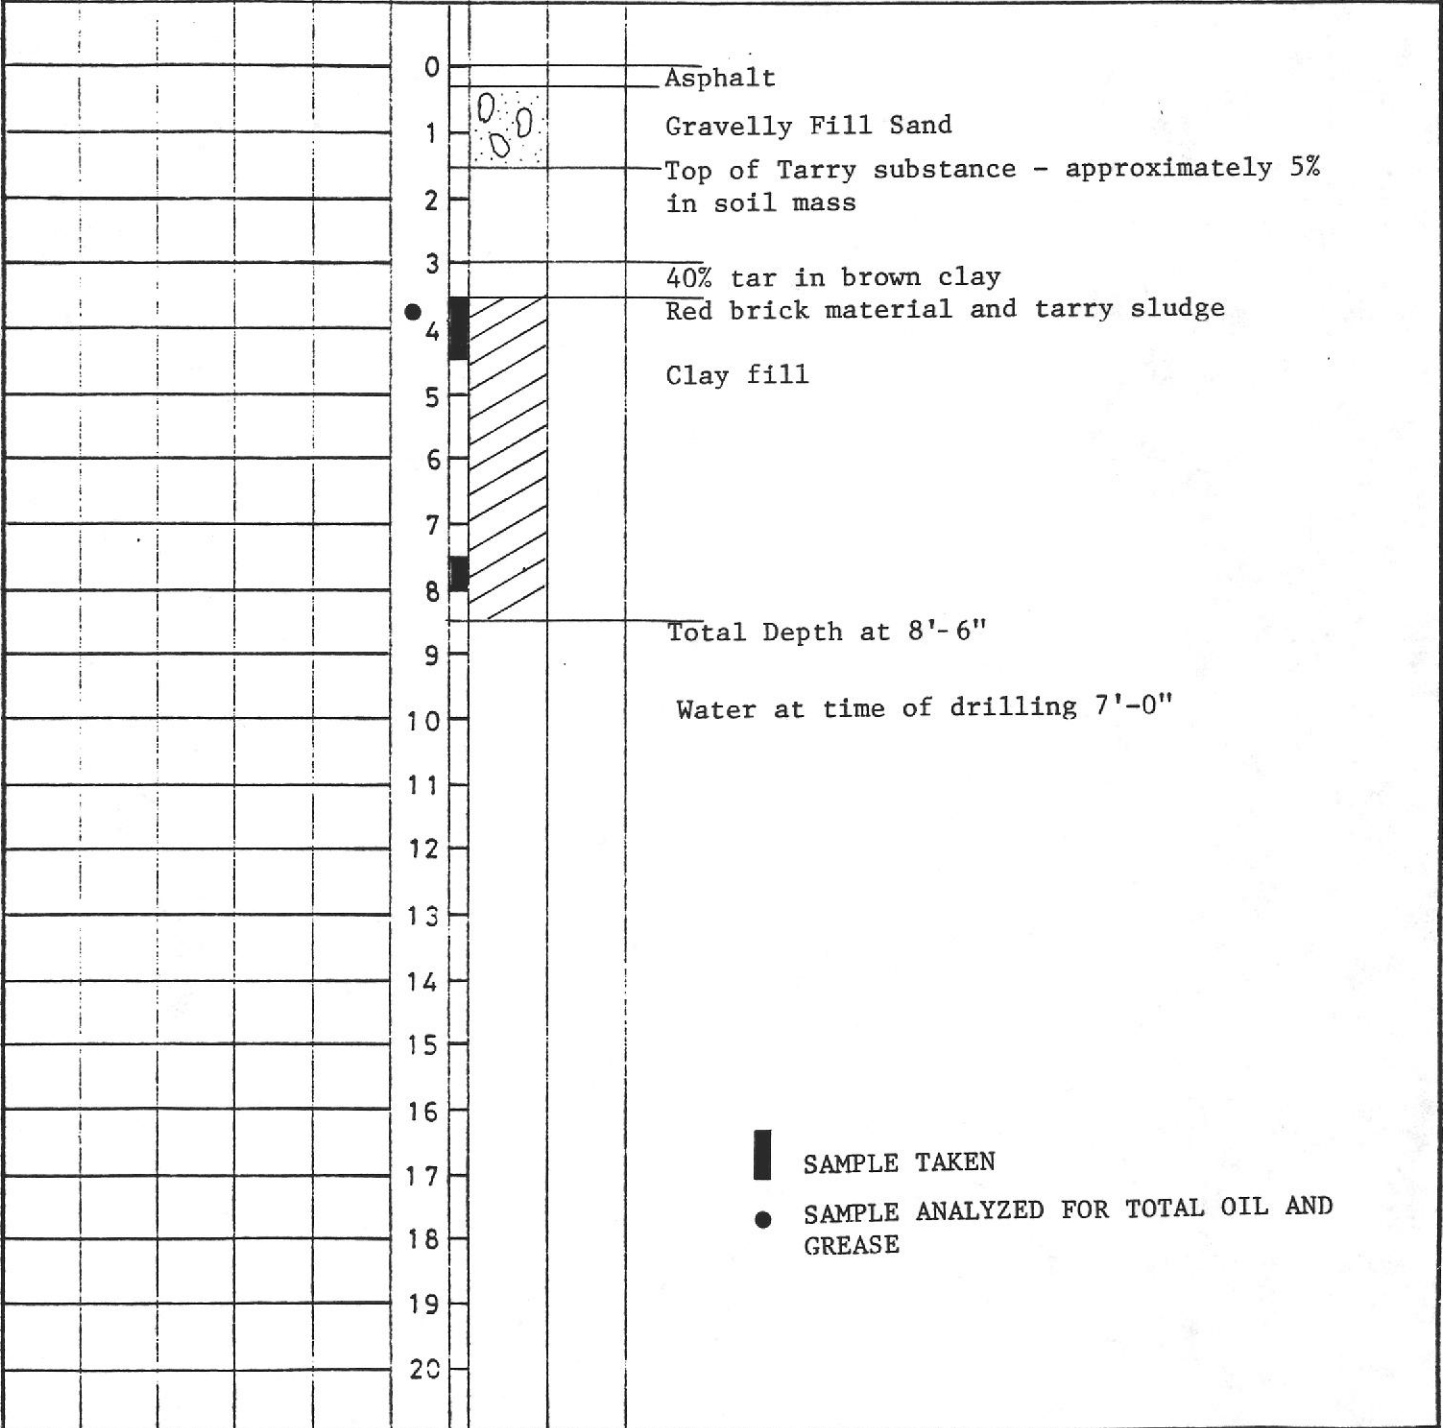 0
Asphalt
1
Gravelly Fill Sand
Top of Tarry substance - approximately 5%
2
in soil mass
3
40% tar in brown clay
Red brick material and tarry sludge
4
Clay fill
5
6
7
8
Total Depth at 8'-6"
9
Water at time of drilling 7'-0"
10
11
12
13
14
15
16
SAMPLE TAKEN
17
SAMPLE ANALYZED FOR TOTAL OIL AND
18
GREASE
19
20